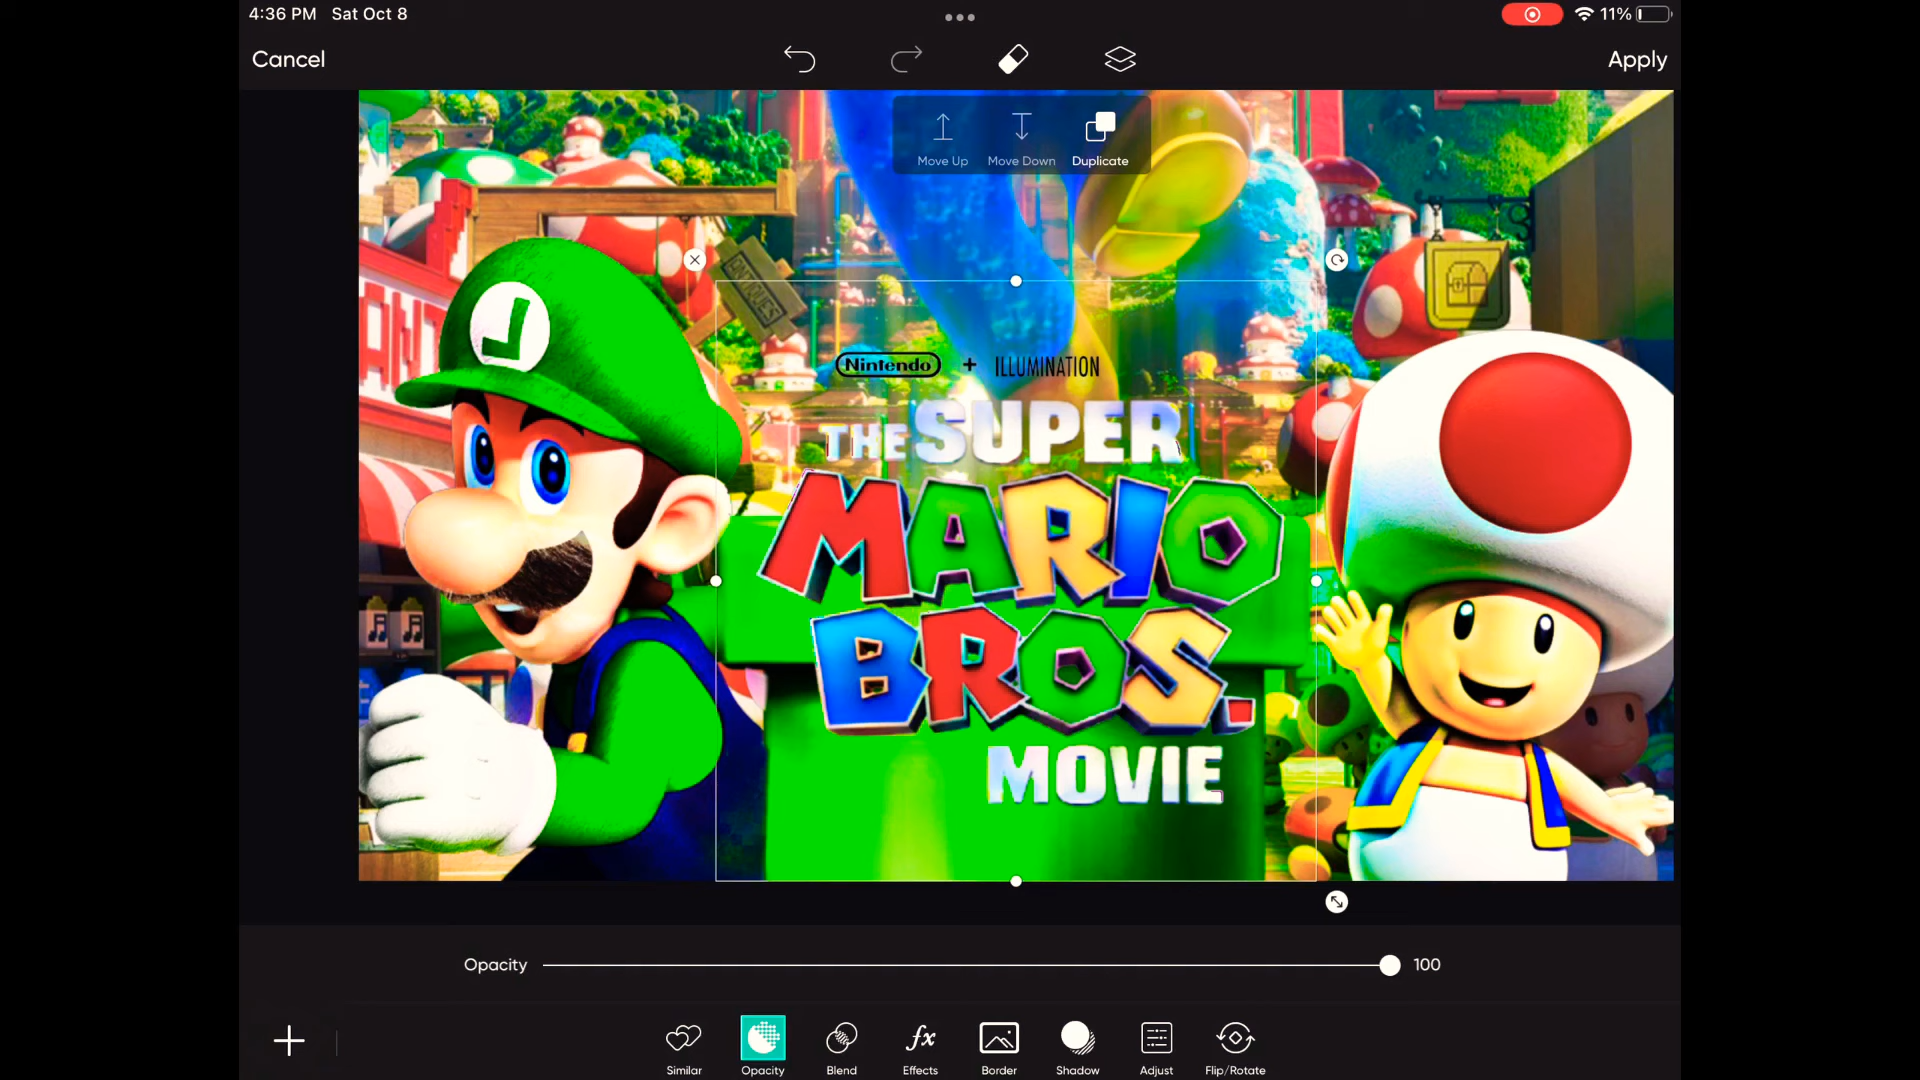 4:36 PM Sat Oct 8
11%
Cancel
Apply
Move Up Move Down Duplicate
ANTIQUES
Nintendo + ILLUMINATION
THE SUPER
MARIO
BROS.
MOVIE
Opacity 100
Similar Opacity Blend Effects Border Shadow Adjust Flip/Rotate